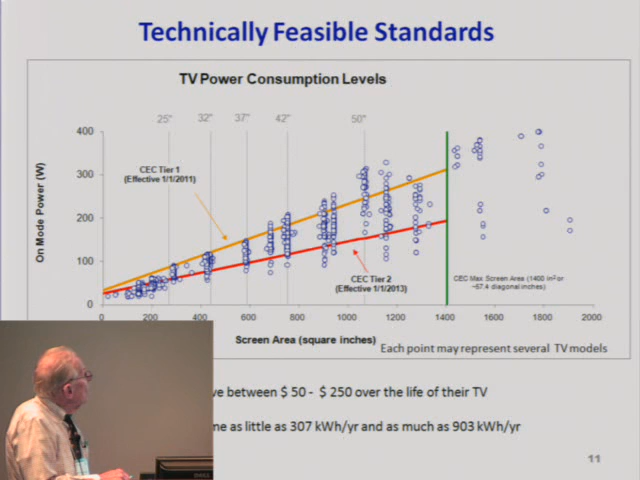 Technically Feasible Standards
TV Power Consumption Levels
25" 32" 37" 42" 50"
400
300
200
100
0
On Mode Power (W)
CEC Tier 1
(Effective 1/1/2011)
CEC Tier 2
(Effective 1/1/2013)
CEC Max Screen Area (1400 in² or
~57.4 diagonal inches)
0 200 400 600 800 1000 1200 1400 1600 1800 2000
Screen Area (square inches)
Each point may represent several TV models
ve between $ 50 - $ 250 over the life of their TV
me as little as 307 kWh/yr and as much as 903 kWh/yr
11
DELL